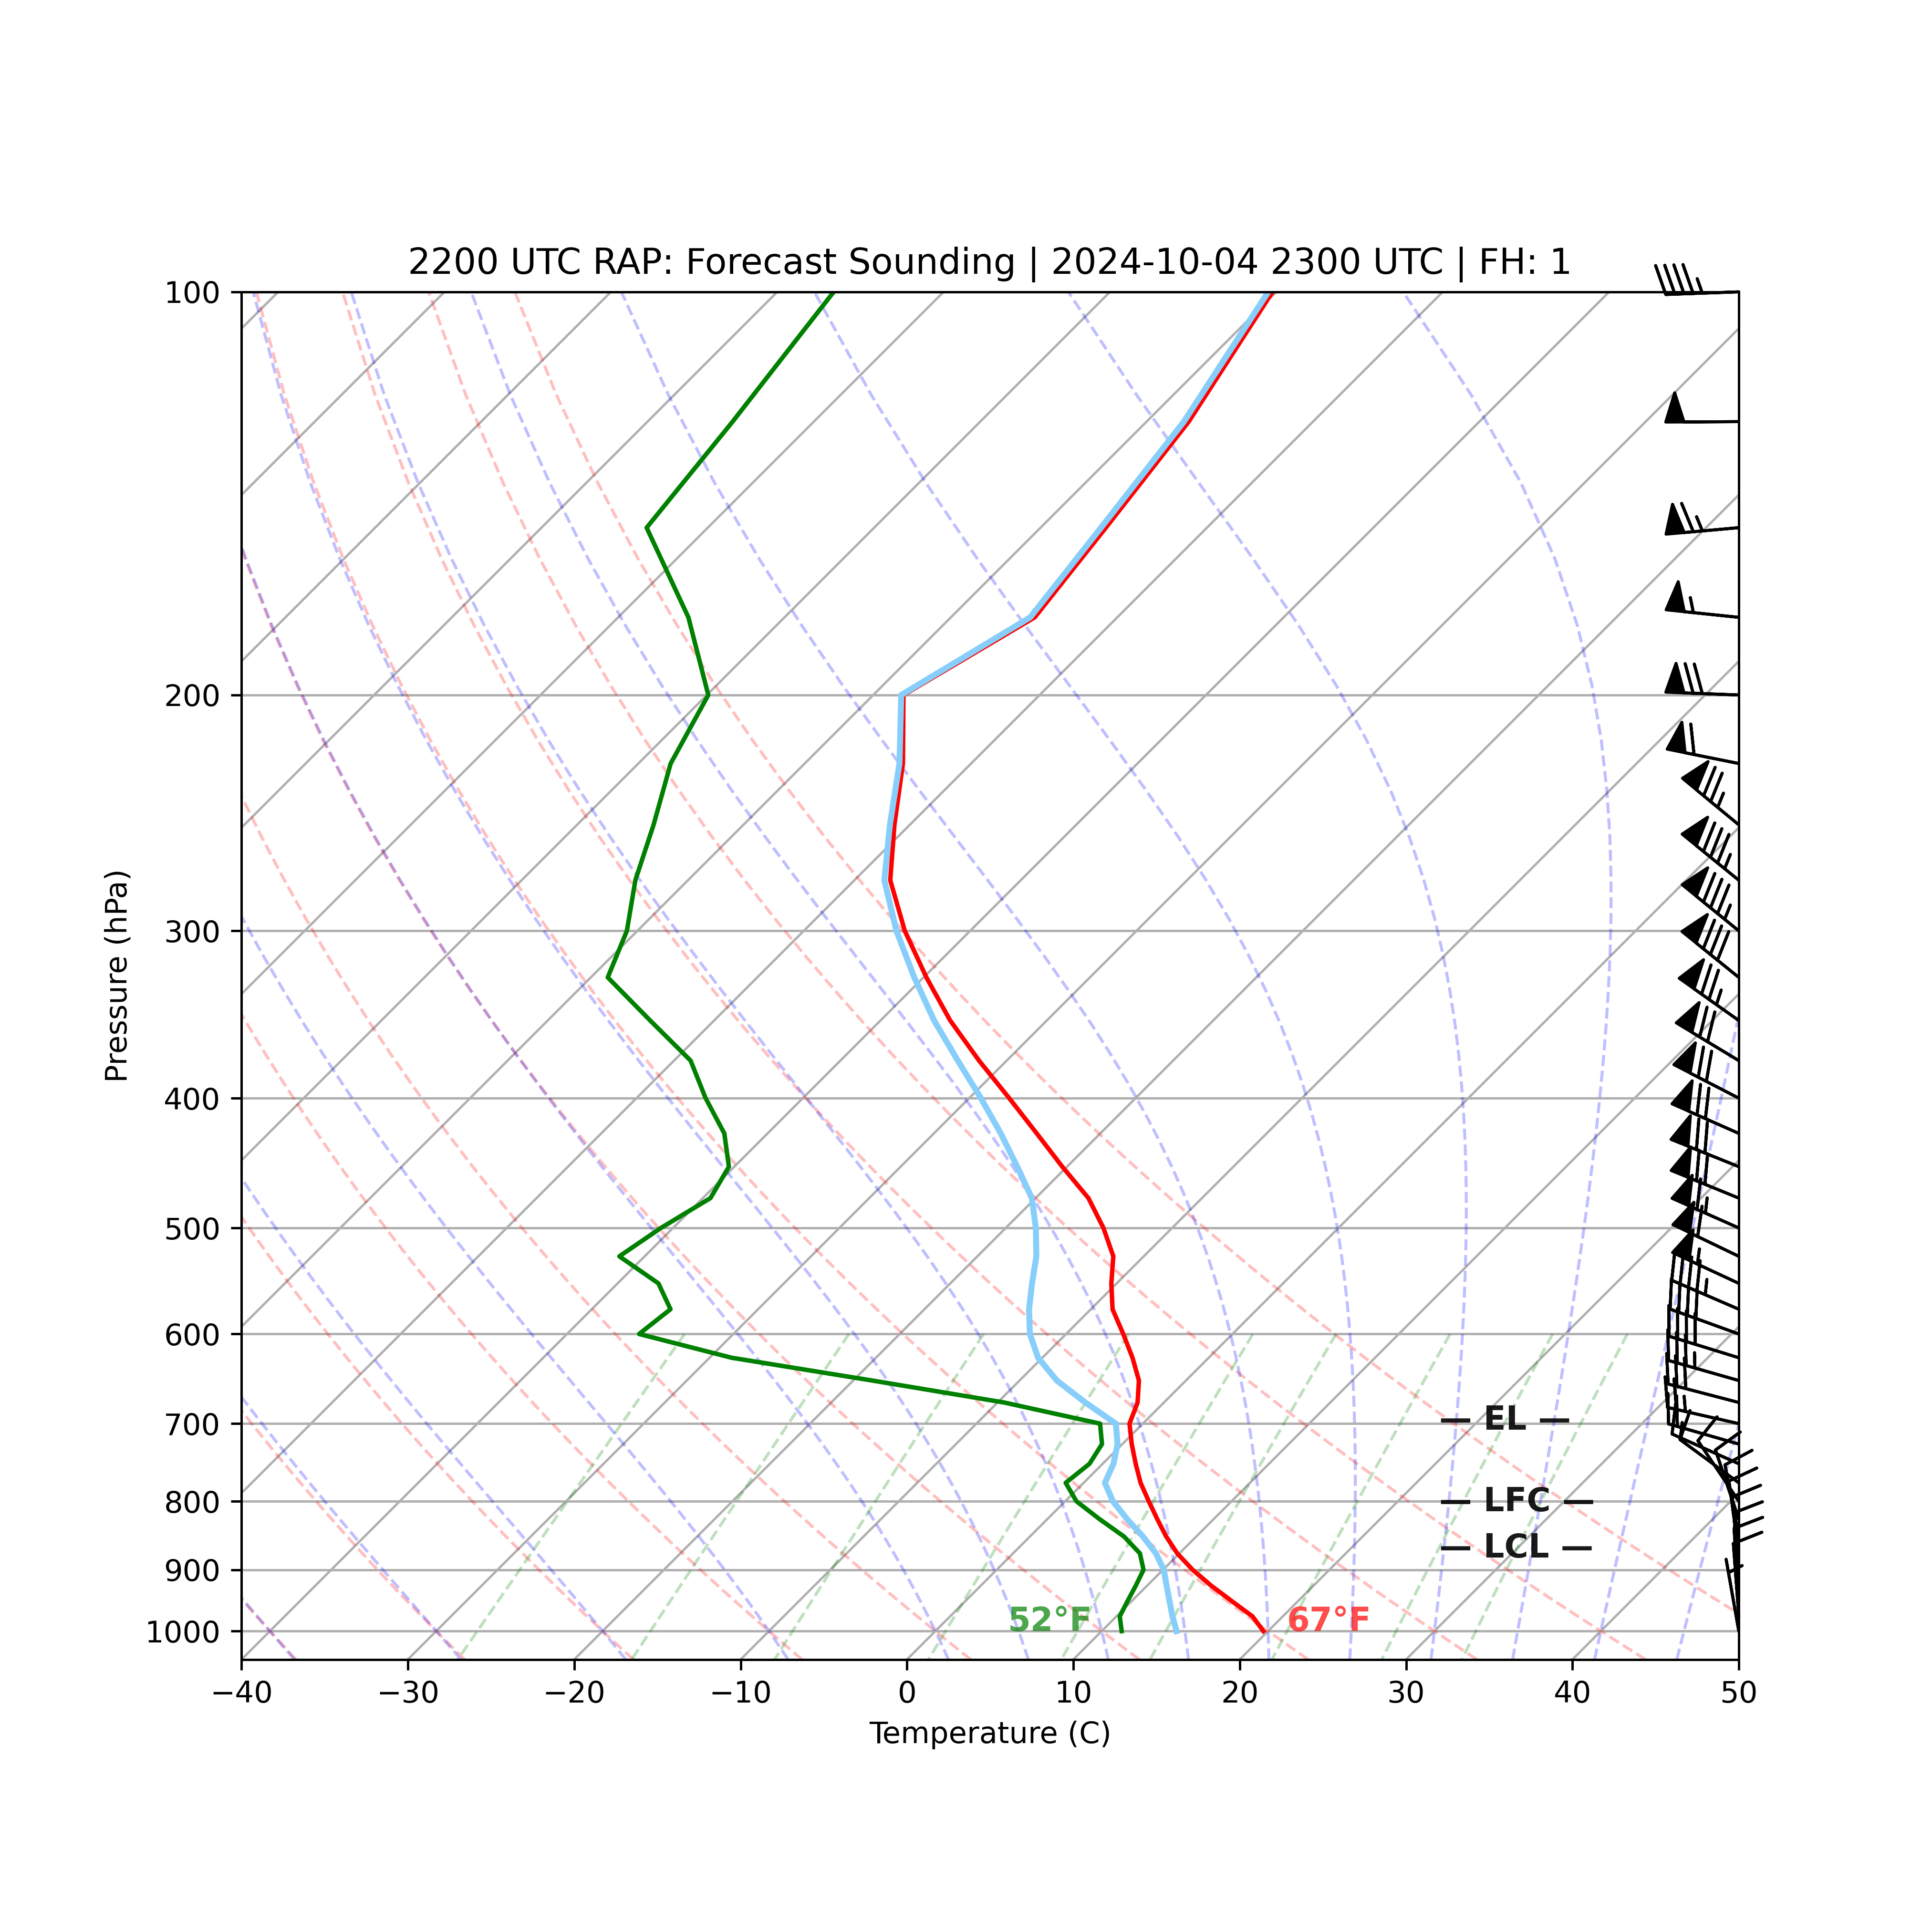 2200 UTC RAP: Forecast Sounding | 2024-10-04 2300 UTC | FH: 1
100
200
300
400
500
600
700
800
900
1000
Pressure (hPa)
— EL —
— LFC —
— LCL —
52°F
67°F
−40 −30 −20 −10 0 10 20 30 40 50
Temperature (C)